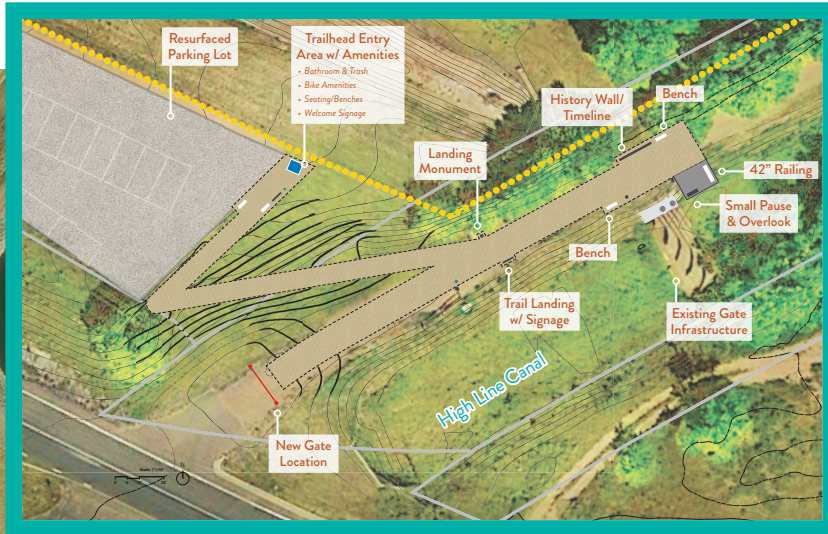 Resurfaced
Parking Lot
Trailhead Entry
Area w/ Amenities
• Bathroom & Trash
• Bike Amenities
• Seating/Benches
• Welcome Signage
History Wall/
Timeline
Bench
Landing
Monument
42" Railing
Small Pause
& Overlook
Bench
Trail Landing
w/ Signage
Existing Gate
Infrastructure
High Line Canal
New Gate
Location
N